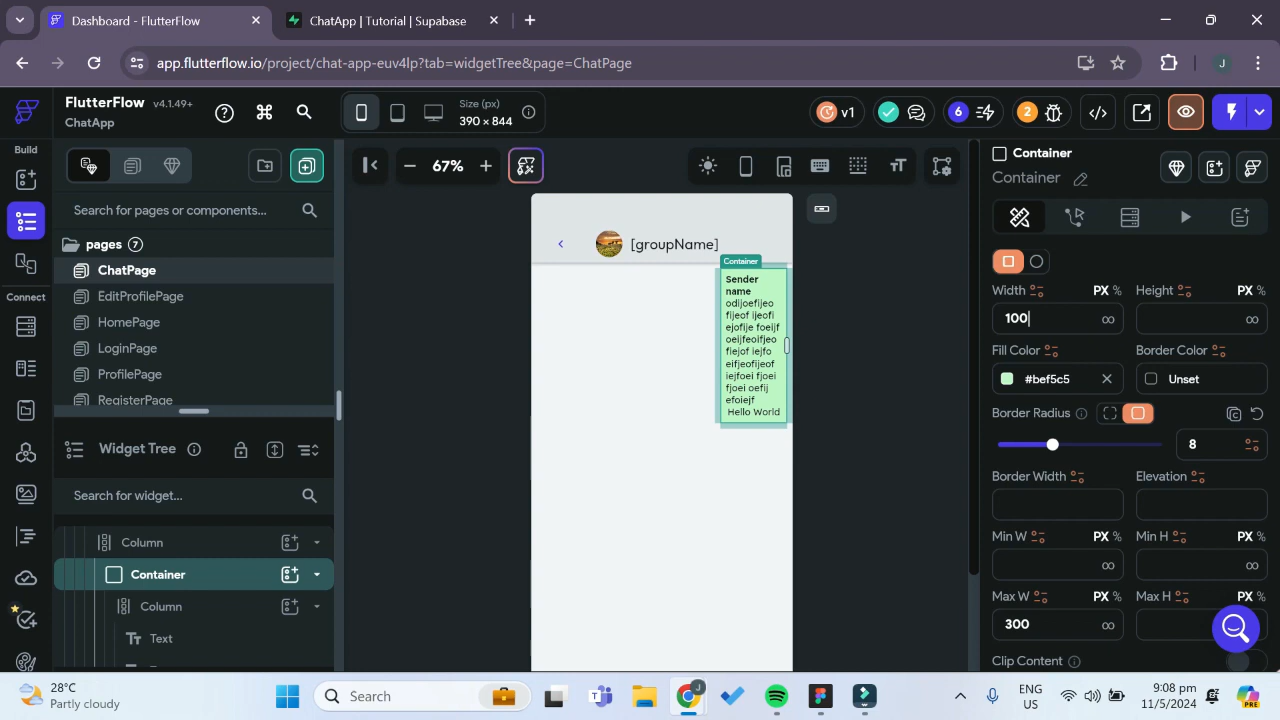 Dashboard - FlutterFlow
ChatApp | Tutorial | Supabase
app.flutterflow.io/project/chat-app-euv4lp?tab=widgetTree&page=ChatPage
J
FlutterFlow v4.1.49+
ChatApp
Size (px)
390 × 844
v1
6
2
Build
67%
Container
Container
Search for pages or components...
pages 7
ChatPage
EditProfilePage
HomePage
LoginPage
ProfilePage
RegisterPage
Connect
[groupName]
Container
Sender
name
odijoefijeo
fijeof ijeofi
ejofije foeijf
oeijfeoifjeo
fiejof iejfo
eifjeofijeof
iejfoei fjoei
fjoei oefij
efoiejf
Hello World
Width PX %
Height PX %
100
Fill Color
Border Color
#bef5c5
Unset
Border Radius
8
Border Width
Elevation
Min W PX %
Min H PX %
Max W PX %
Max H PX %
300
Clip Content
Widget Tree
Search for widget...
Column
Container
Column
Tt Text
28°C
Partly cloudy
Search
J
ENG
UAE
9:08 pm
11/5/2024
PRE